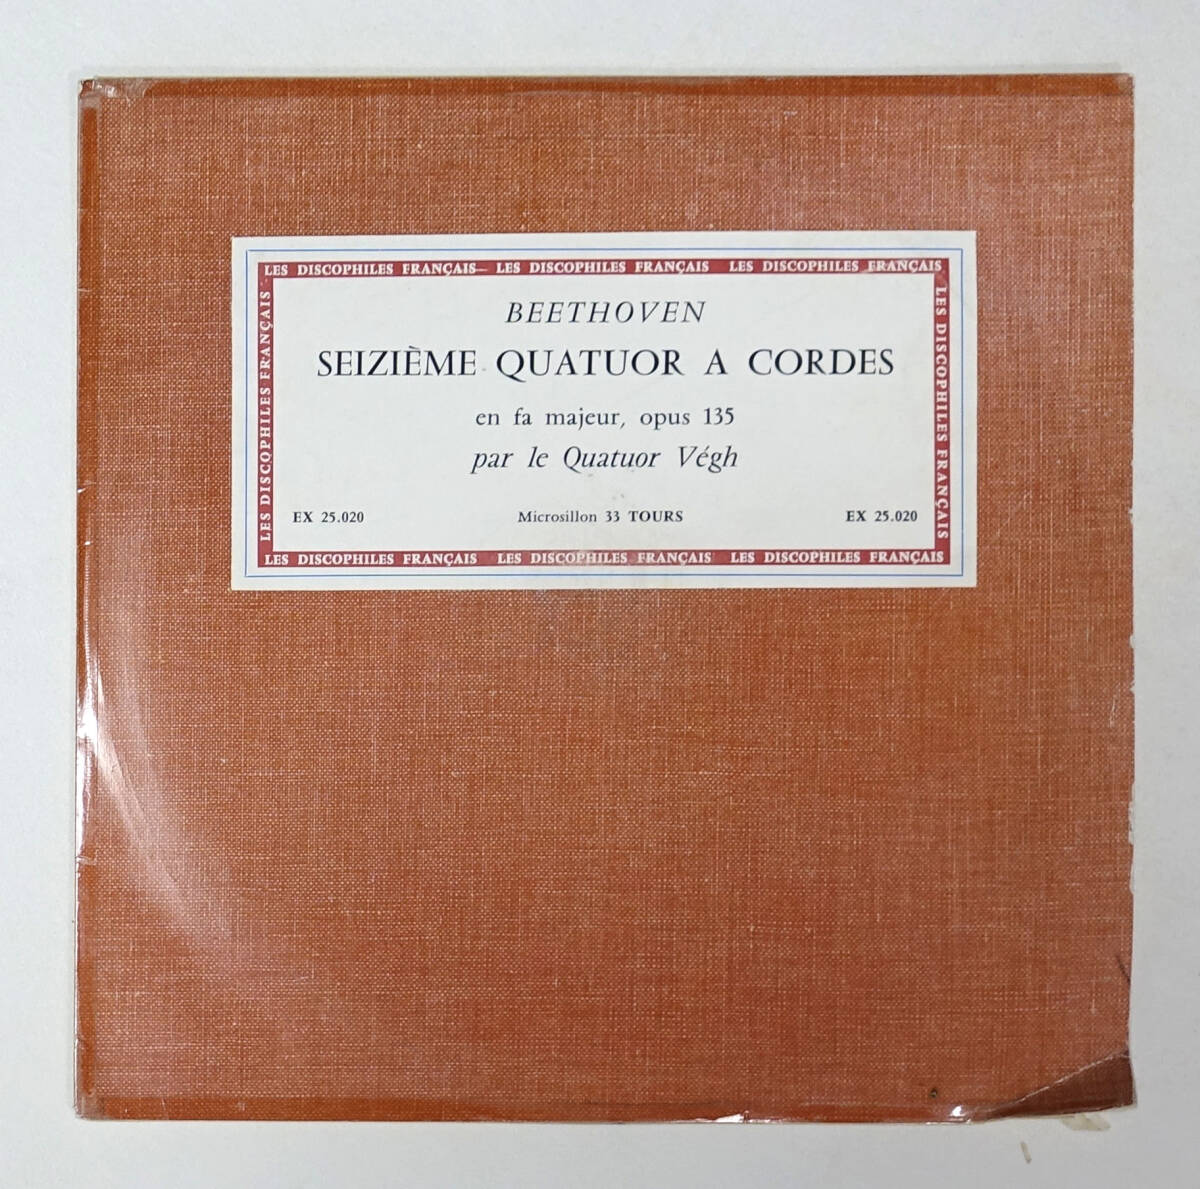 LES DISCOPHILES FRANÇAIS— LES DISCOPHILES FRANÇAIS LES DISCOPHILES FRANÇAIS
LES DISCOPHILES FRANÇAIS
BEETHOVEN
SEIZIÈME QUATUOR A CORDES
en fa majeur, opus 135
par le Quatuor Végh
EX 25.020 Microsillon 33 TOURS EX 25.020
LES DISCOPHILES FRANÇAIS
LES DISCOPHILES FRANÇAIS LES DISCOPHILES FRANÇAIS LES DISCOPHILES FRANÇAIS